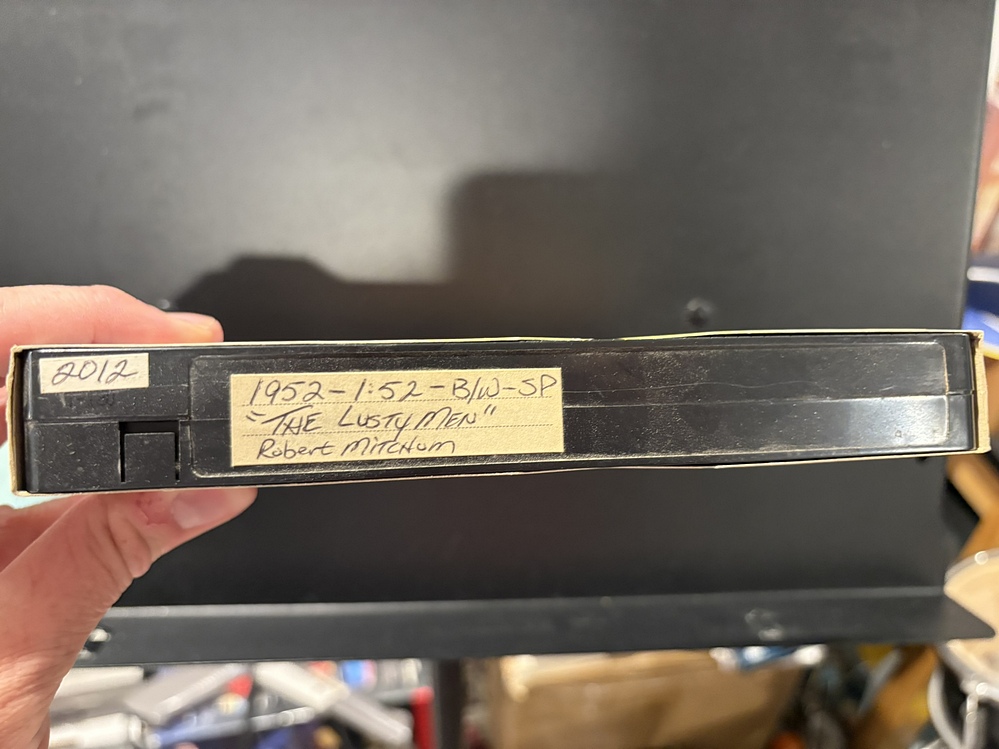 2012
1952-1:52-B/W-SP
"THE LUSTY MEN"
Robert MITCHUM